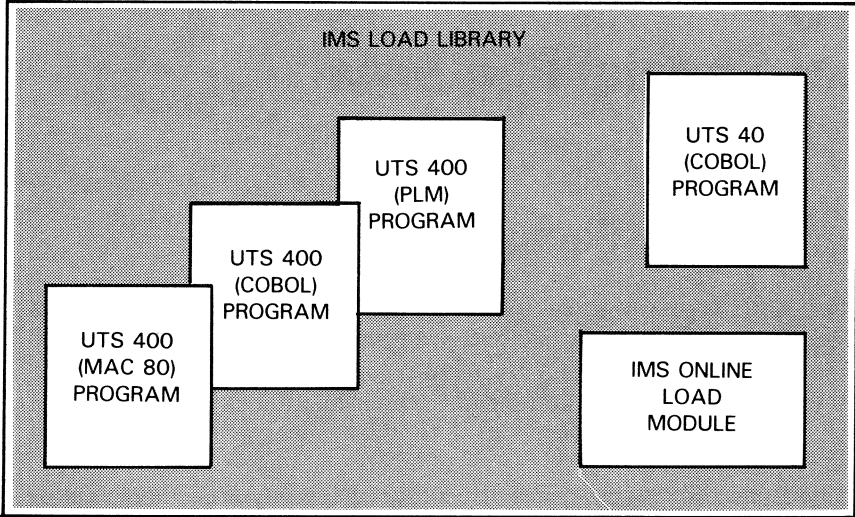 IMS LOAD LIBRARY
UTS 400
(MAC 80)
PROGRAM
UTS 400
(COBOL)
PROGRAM
UTS 400
(PLM)
PROGRAM
UTS 40
(COBOL)
PROGRAM
IMS ONLINE
LOAD
MODULE